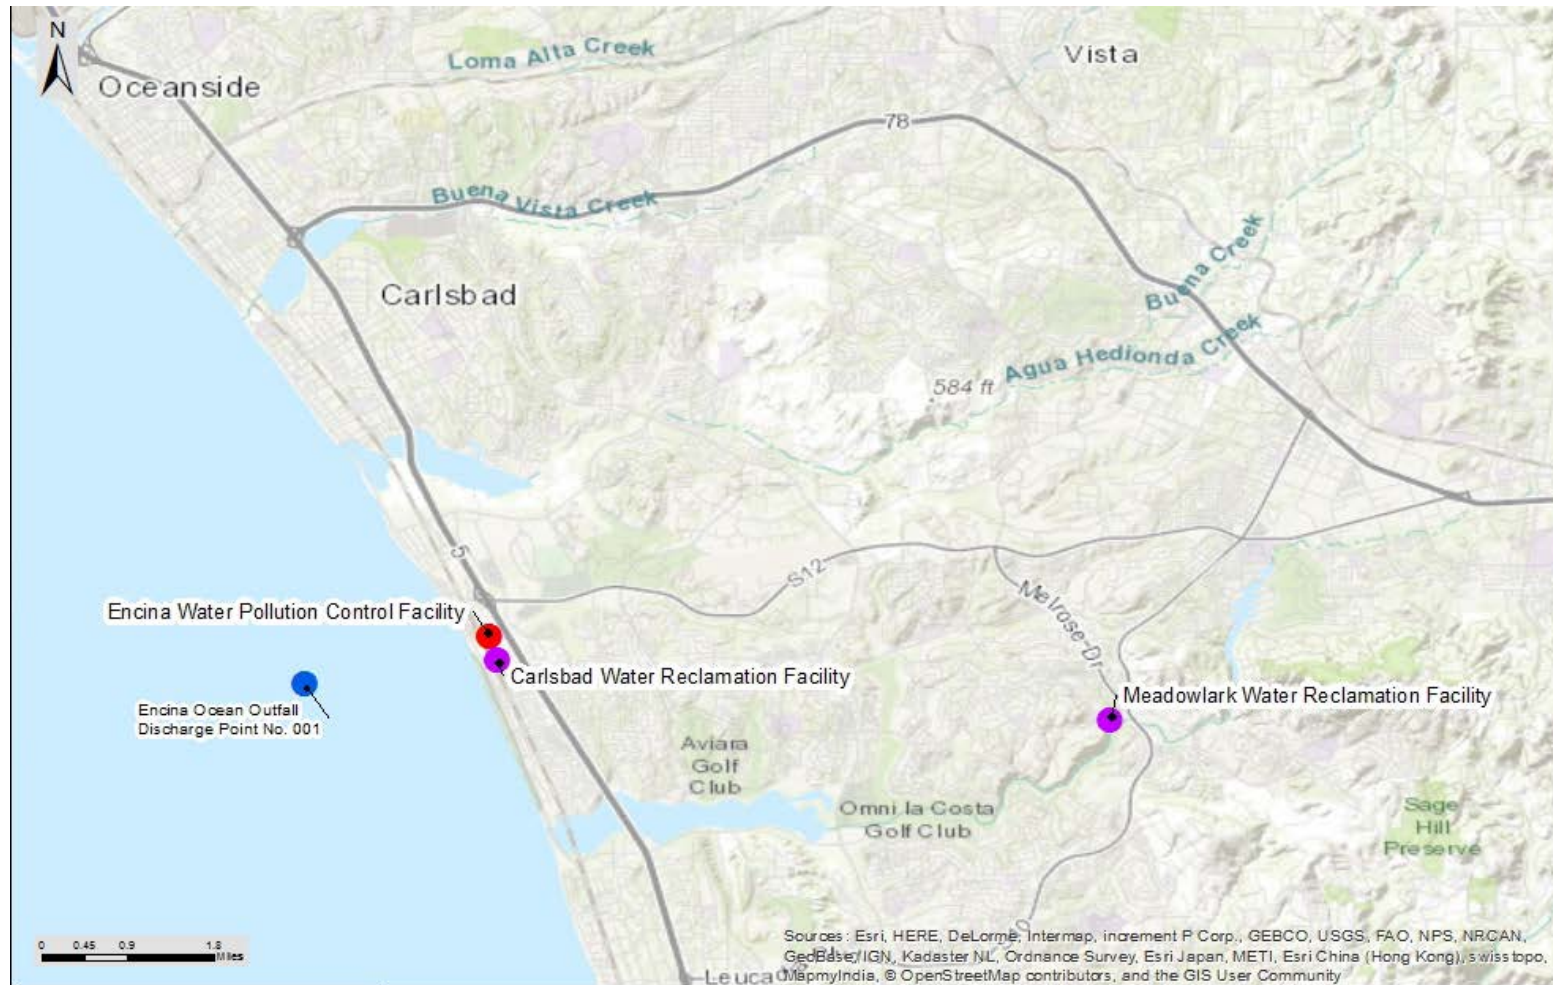 N
Oceanside
Loma Alta Creek
Vista
78
Buena Vista Creek
Carlsbad
Buena Creek
Agua Hedionda Creek
584 ft
5
S12
Melrose Dr
Encina Water Pollution Control Facility
Carlsbad Water Reclamation Facility
Meadowlark Water Reclamation Facility
Encina Ocean Outfall
Discharge Point No. 001
Aviara
Golf
Club
Omni la Costa
Golf Club
Sage
Hill
Preserve
0 0.45 0.9 1.8
Miles
Sources: Esri, HERE, DeLorme, Intermap, increment P Corp., GEBCO, USGS, FAO, NPS, NRCAN,
GeoBase, IGN, Kadaster NL, Ordnance Survey, Esri Japan, METI, Esri China (Hong Kong), swisstopo,
MapmyIndia, © OpenStreetMap contributors, and the GIS User Community